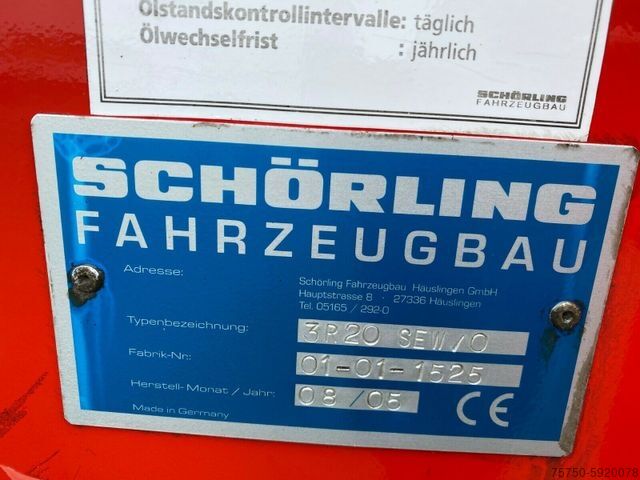 Ölstandskontrollintervalle: täglich
Ölwechselfrist : jährlich
SCHÖRLING
FAHRZEUGBAU
SCHÖRLING
FAHRZEUGBAU
Adresse: Schörling Fahrzeugbau Häuslingen GmbH
Hauptstrasse 8 · 27336 Häuslingen
Tel. 05165 / 292-0
Typenbezeichnung: 3R20 SEW/O
Fabrik-Nr: 01-01-1525
Herstell-Monat / Jahr: 08 / 05
Made in Germany CE
75750-5920078